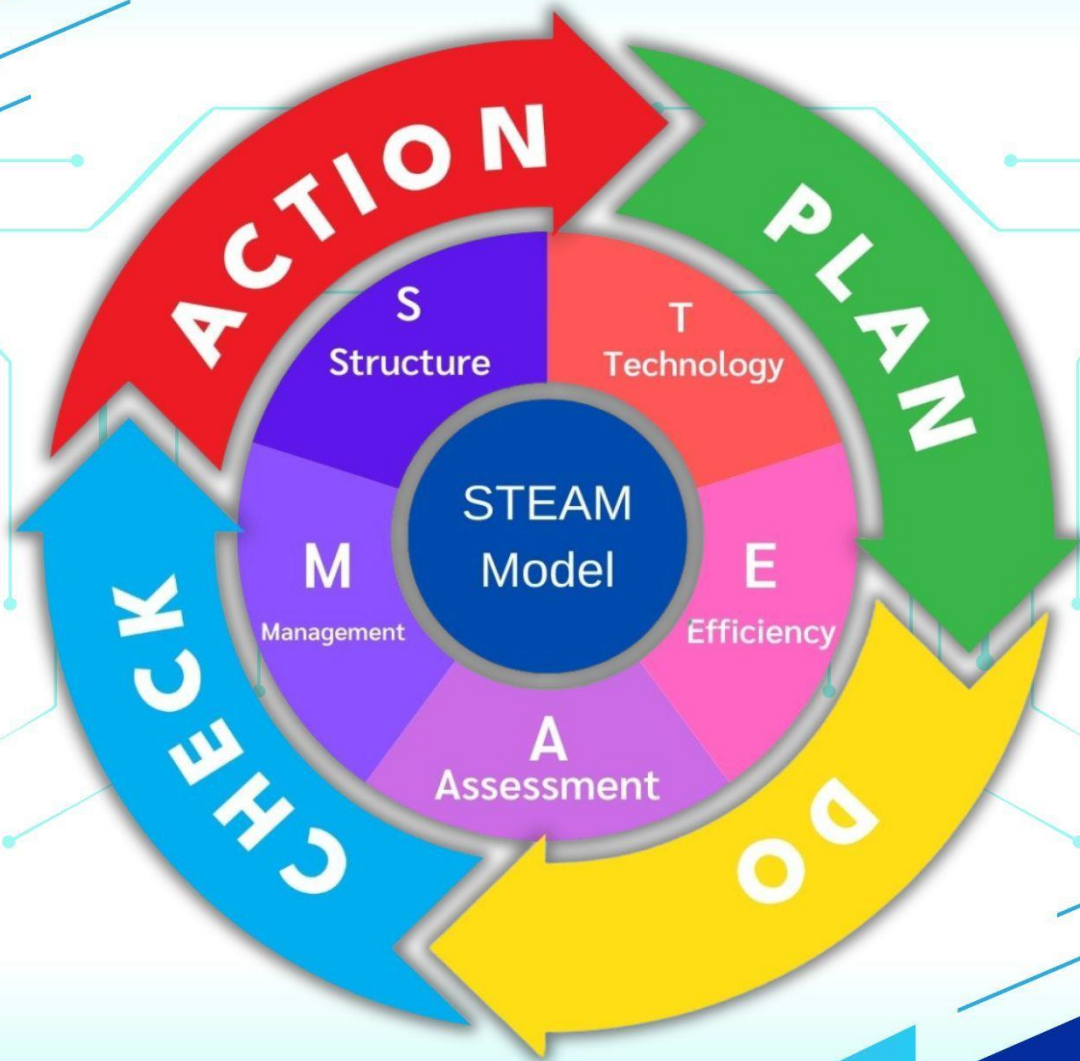 ACTION
PLAN
DO
CHECK
S
Structure
T
Technology
E
Efficiency
A
Assessment
M
Management
STEAM
Model